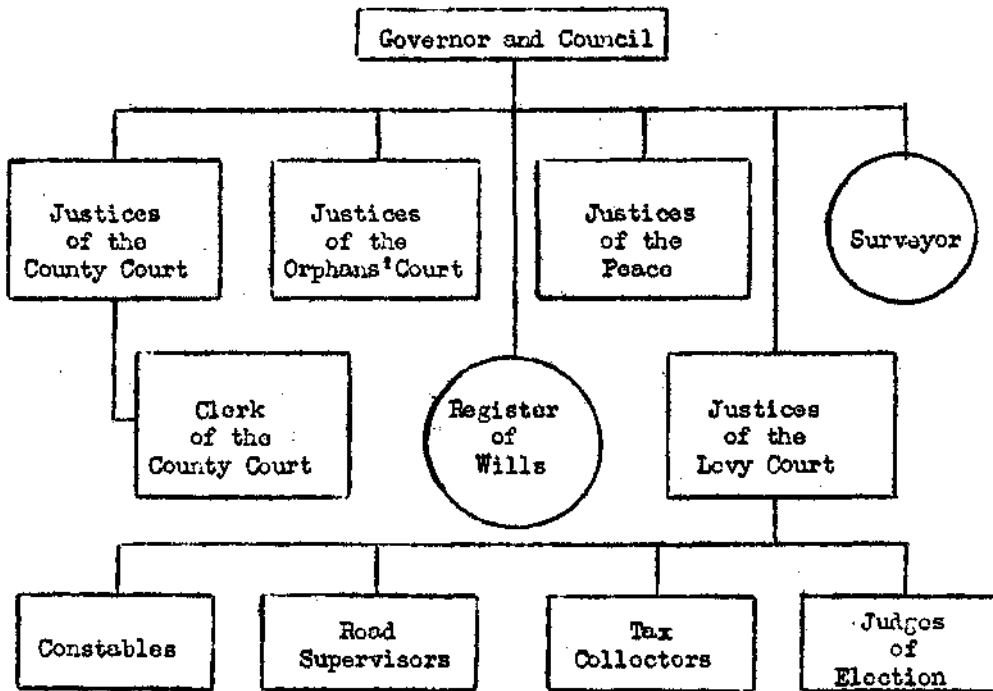 Governor and Council
Justices
of the
County Court
Justices
of the
Orphans' Court
Justices
of the
Peace
Surveyor
Clerk
of the
County Court
Register
of
Wills
Justices
of the
Levy Court
Constables
Road
Supervisors
Tax
Collectors
Judges
of
Election